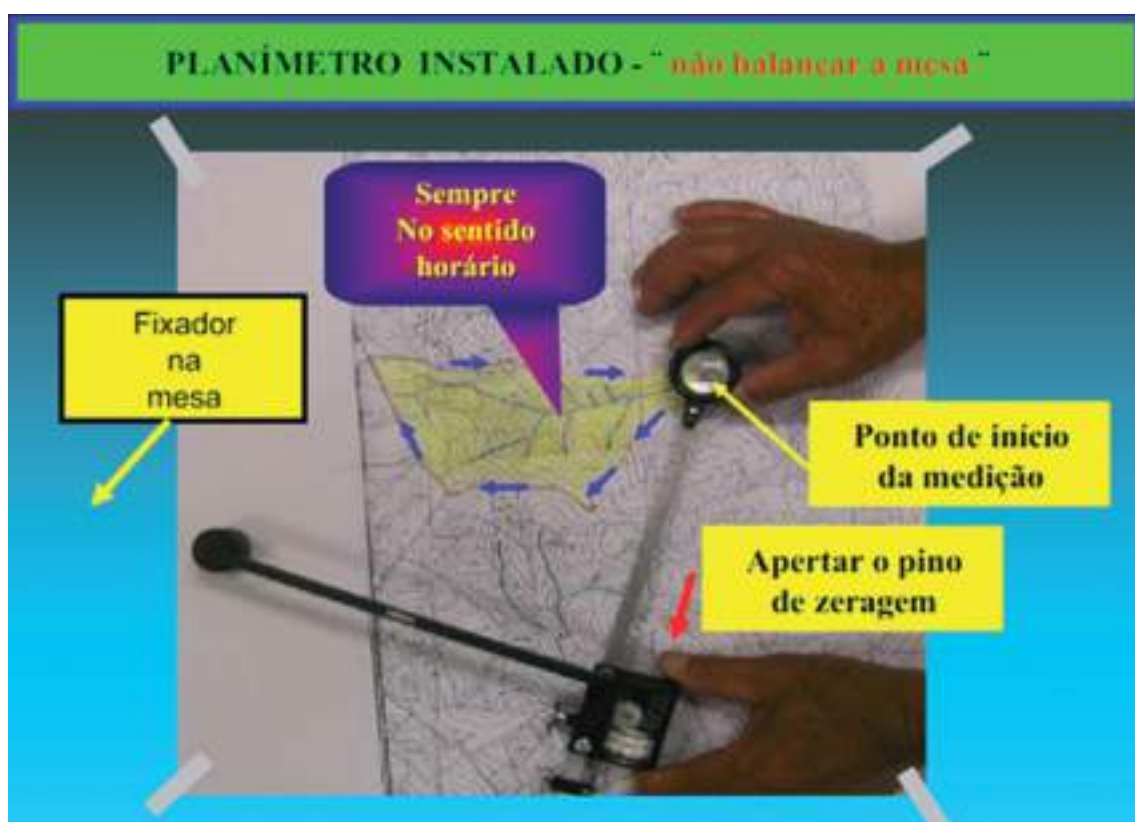 PLANÍMETRO INSTALADO - ¨ não balançar a mesa ¨
Sempre
No sentido
horário
Fixador
na
mesa
Ponto de início
da medição
Apertar o pino
de zeragem